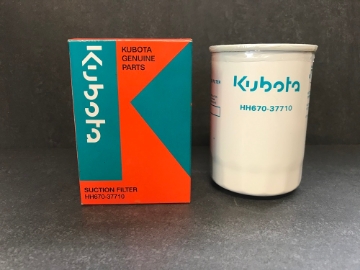 Kubota
KUBOTA
GENUINE
PARTS
SUCTION FILTER
HH670-37710
Kubota
HH670-37710